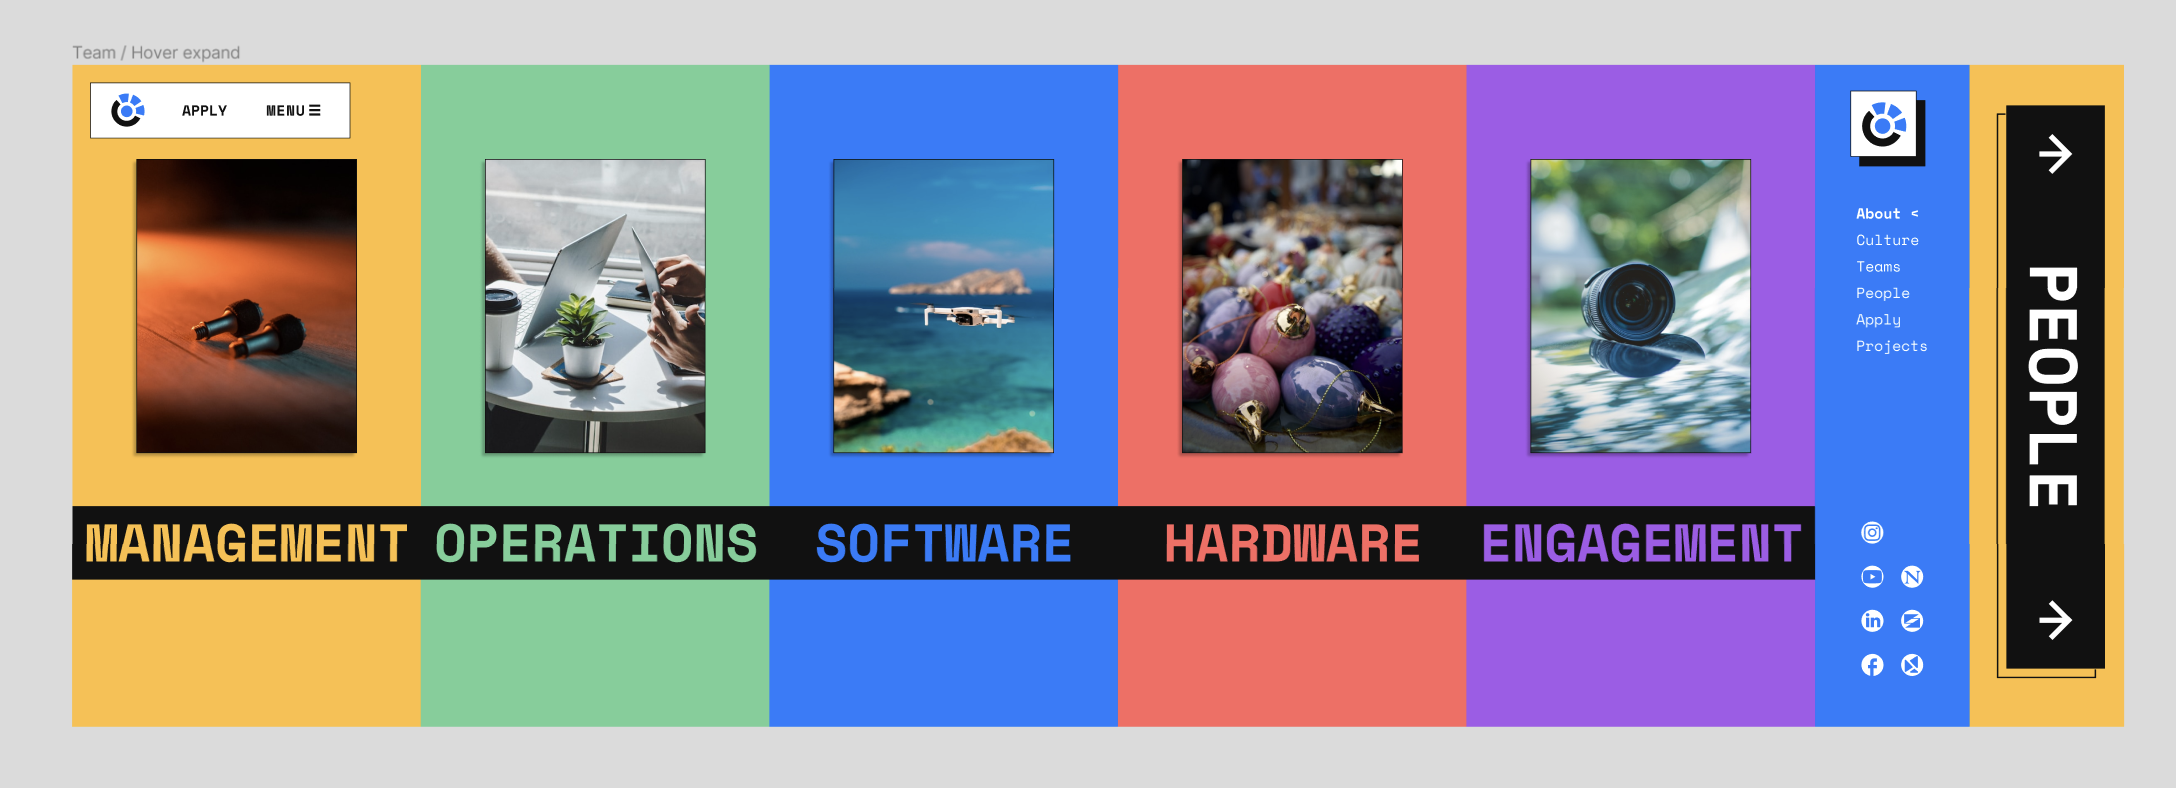 Team / Hover expand
APPLY
MENU
MANAGEMENT
OPERATIONS
SOFTWARE
HARDWARE
ENGAGEMENT
About <
Culture
Teams
People
Apply
Projects
PEOPLE